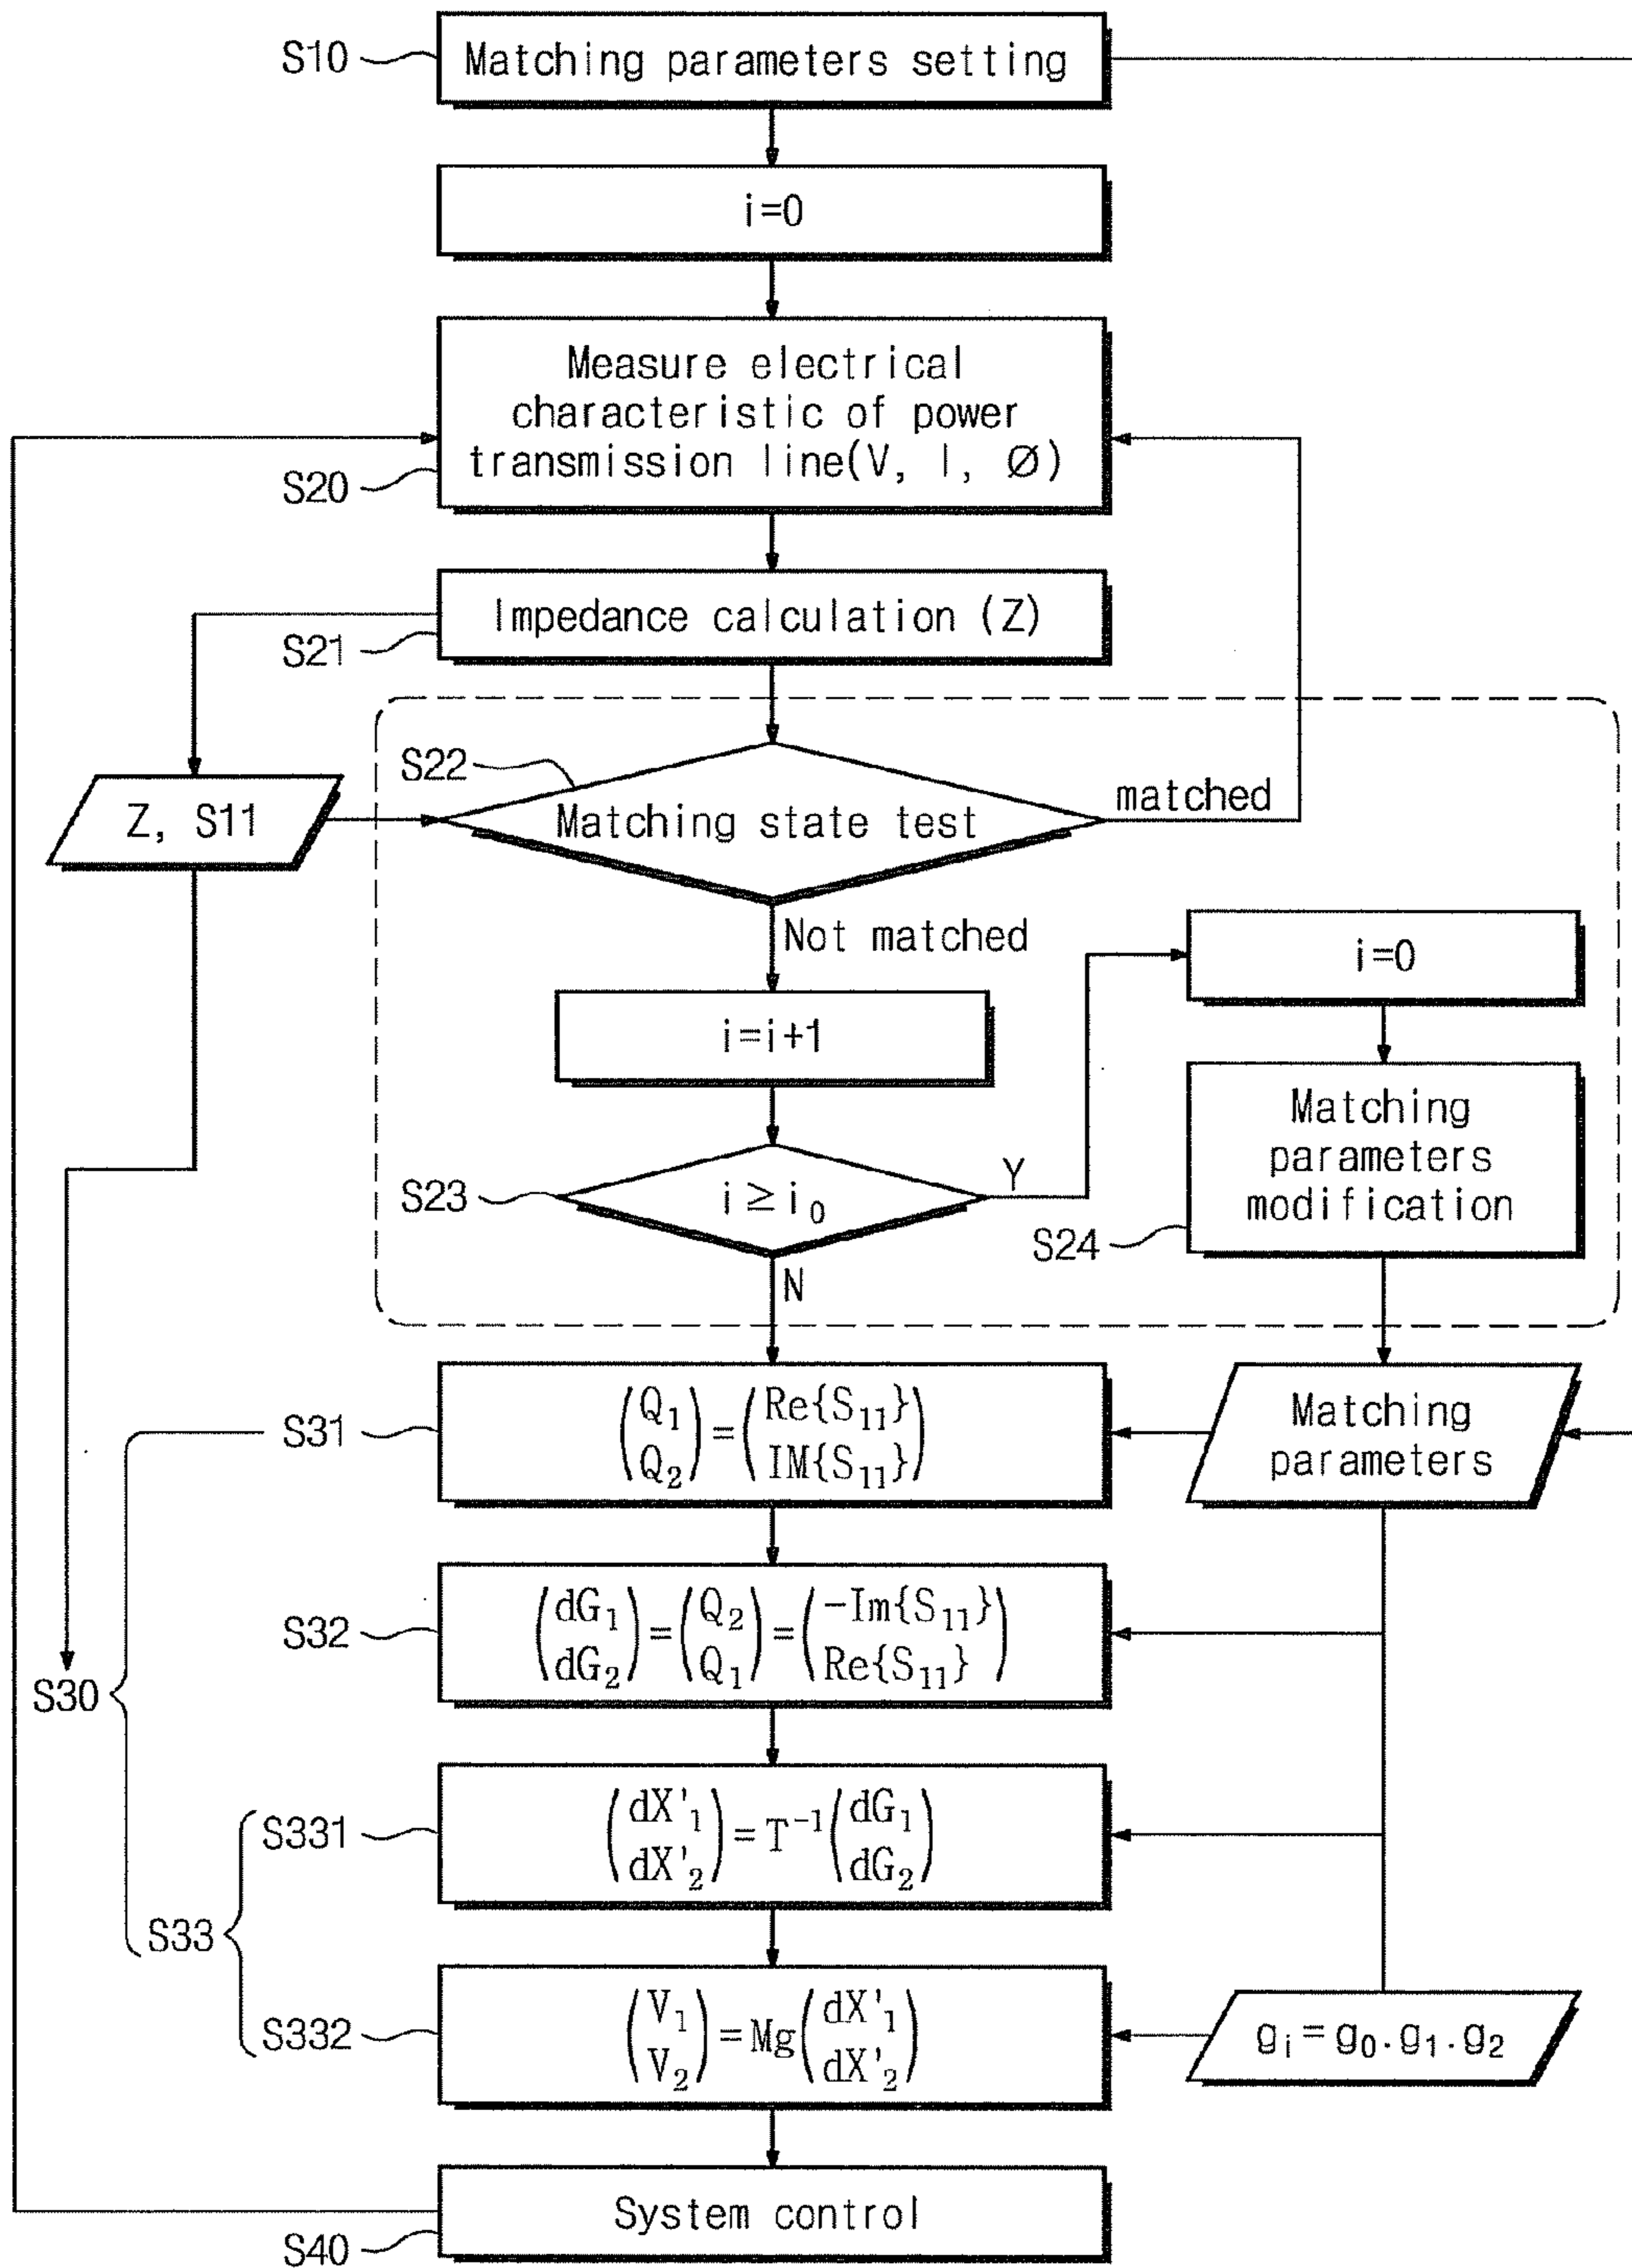 S10
Matching parameters setting
i=0
Measure electrical
characteristic of power
transmission line(V, I, Ø)
S20
Impedance calculation (Z)
S21
S22
Z, S11
Matching state test
matched
Not matched
i=0
i=i+1
Matching
parameters
modification
S23
i ≥ i₀
Y
S24
N
S31
(Q₁ Q₂) = (Re{S₁₁} IM{S₁₁})
Matching
parameters
S32
(dG₁ dG₂) = (Q₂ Q₁) = (-Im{S₁₁} Re{S₁₁})
S30
S331
(dX'₁ dX'₂) = T⁻¹ (dG₁ dG₂)
S33
S332
(V₁ V₂) = Mg (dX'₁ dX'₂)
gᵢ = g₀.g₁.g₂
System control
S40